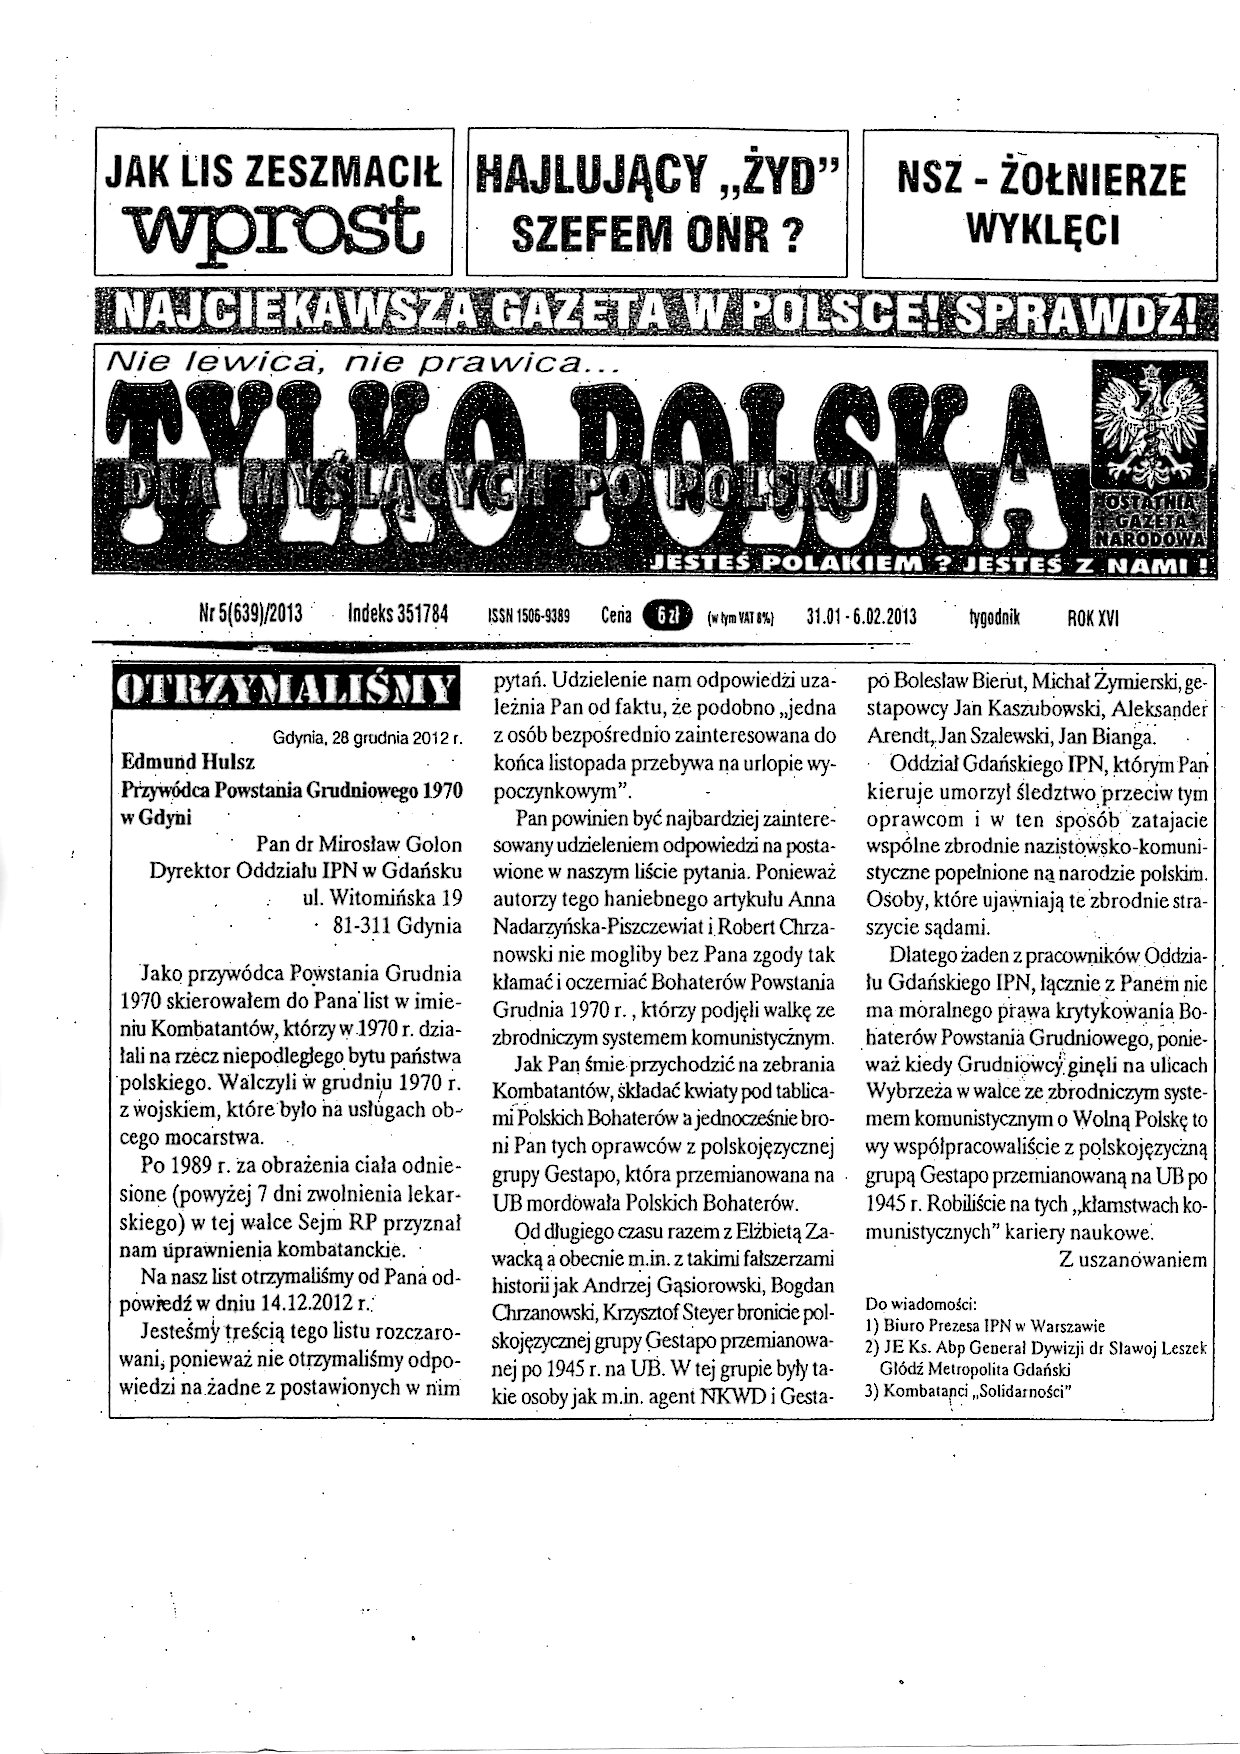 JAK LIS ZESZMACIŁ
wprost
HAJLUJĄCY „ŻYD”
SZEFEM ONR ?
NSZ - ŻOŁNIERZE
WYKLĘCI
NAJCIEKAWSZA GAZETA W POLSCE! SPRAWDŹ!
Nie lewica, nie prawica...
TYLKO POLSKA
DLA MYŚLĄCYCH PO POLSKU
OSTATNIA
GAZETA
NARODOWA
JESTEŚ POLAKIEM ? JESTEŚ Z NAMI !
Nr 5(639)/2013 Indeks 351784 ISSN 1506-9389 Cena 6 zł (w tym VAT 8%) 31.01 - 6.02.2013 tygodnik ROK XVI
OTRZYMALIŚMY
Gdynia, 28 grudnia 2012 r.
Edmund Hulsz
Przywódca Powstania Grudniowego 1970
w Gdyni
Pan dr Mirosław Golon
Dyrektor Oddziału IPN w Gdańsku
ul. Witomińska 19
81-311 Gdynia
Jako przywódca Powstania Grudnia
1970 skierowałem do Pana list w imie-
niu Kombatantów, którzy w 1970 r. dzia-
łali na rzecz niepodległego bytu państwa
polskiego. Walczyli w grudniu 1970 r.
z wojskiem, które było na usługach ob-
cego mocarstwa.
Po 1989 r. za obrażenia ciała odnie-
sione (powyżej 7 dni zwolnienia lekar-
skiego) w tej walce Sejm RP przyznał
nam uprawnienia kombatanckie.
Na nasz list otrzymaliśmy od Pana od-
powiedź w dniu 14.12.2012 r.
Jesteśmy treścią tego listu rozczaro-
wani, ponieważ nie otrzymaliśmy odpo-
wiedzi na żadne z postawionych w nim
pytań. Udzielenie nam odpowiedzi uza-
leżnia Pan od faktu, że podobno „jedna
z osób bezpośrednio zainteresowana do
końca listopada przebywa na urlopie wy-
poczynkowym”.
Pan powinien być najbardziej zaintere-
sowany udzieleniem odpowiedzi na posta-
wione w naszym liście pytania. Ponieważ
autorzy tego haniebnego artykułu Anna
Nadarzyńska-Piszczewiat i Robert Chrza-
nowski nie mogliby bez Pana zgody tak
kłamać i oczerniać Bohaterów Powstania
Grudnia 1970 r. , którzy podjęli walkę ze
zbrodniczym systemem komunistycznym.
Jak Pan śmie przychodzić na zebrania
Kombatantów, składać kwiaty pod tablica-
mi Polskich Bohaterów a jednocześnie bro-
ni Pan tych oprawców z polskojęzycznej
grupy Gestapo, która przemianowana na
UB mordowała Polskich Bohaterów.
Od długiego czasu razem z Elżbietą Za-
wacką a obecnie m.in. z takimi fałszerzami
historii jak Andrzej Gąsiorowski, Bogdan
Chrzanowski, Krzysztof Steyer bronicie pol-
skojęzycznej grupy Gestapo przemianowa-
nej po 1945 r. na UB. W tej grupie były ta-
kie osoby jak m.in. agent NKWD i Gesta-
po Bolesław Bierut, Michał Żymierski, ge-
stapowcy Jan Kaszubowski, Aleksander
Arendt, Jan Szalewski, Jan Bianga.
Oddział Gdańskiego IPN, którym Pan
kieruje umorzył śledztwo przeciw tym
oprawcom i w ten sposób zatajacie
wspólne zbrodnie nazistowsko-komuni-
styczne popełnione na narodzie polskim.
Osoby, które ujawniają te zbrodnie stra-
szycie sądami.
Dlatego żaden z pracowników Oddzia-
łu Gdańskiego IPN, łącznie z Panem nie
ma moralnego prawa krytykowania Bo-
haterów Powstania Grudniowego, ponie-
waż kiedy Grudniowcy ginęli na ulicach
Wybrzeża w walce ze zbrodniczym syste-
mem komunistycznym o Wolną Polskę to
wy współpracowaliście z polskojęzyczną
grupą Gestapo przemianowaną na UB po
1945 r. Robiliście na tych „kłamstwach ko-
munistycznych” kariery naukowe.
Z uszanowaniem
Do wiadomości:
1) Biuro Prezesa IPN w Warszawie
2) JE Ks. Abp Generał Dywizji dr Sławoj Leszek
Głódź Metropolita Gdański
3) Kombatanci „Solidarności”